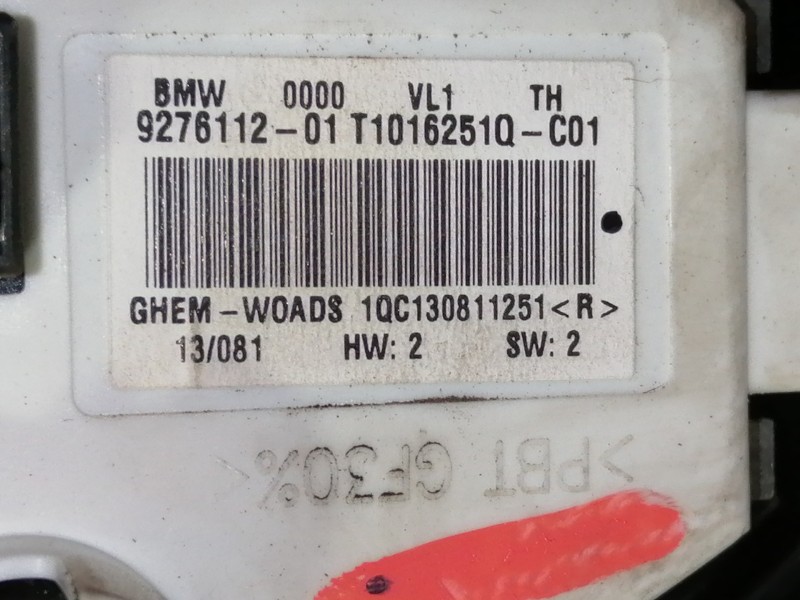 BMW 0000 VL1 TH
9276112-01 T1016251Q-C01
GHEM-WOADS 1QC130811251<R>
13/081 HW: 2 SW: 2
>PBT GF30%<